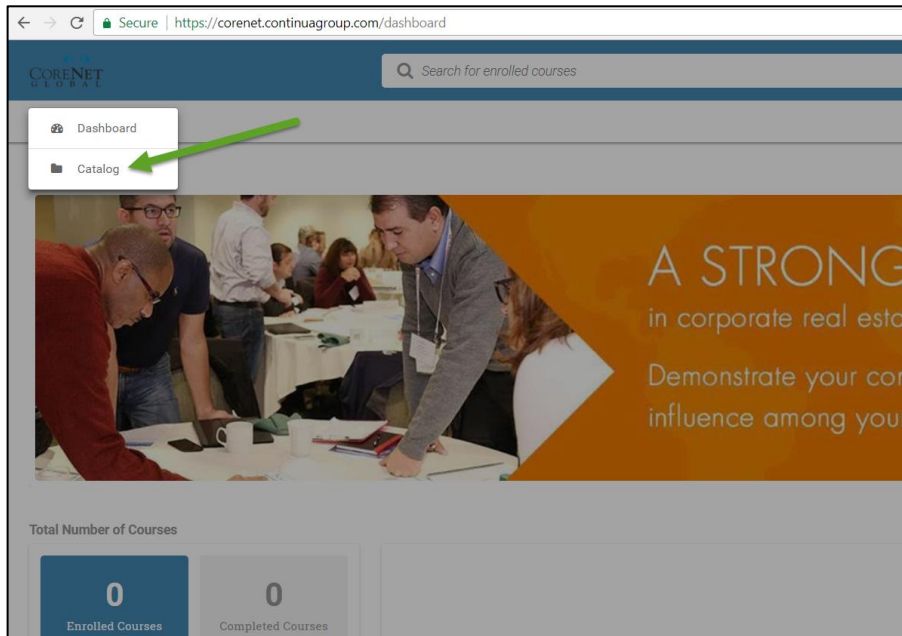 Secure | https://corenet.continuagroup.com/dashboard
CORENET
GLOBAL
Search for enrolled courses
Dashboard
Catalog
A STRONG
in corporate real esta
Demonstrate your cor
influence among your
Total Number of Courses
0
Enrolled Courses
0
Completed Courses